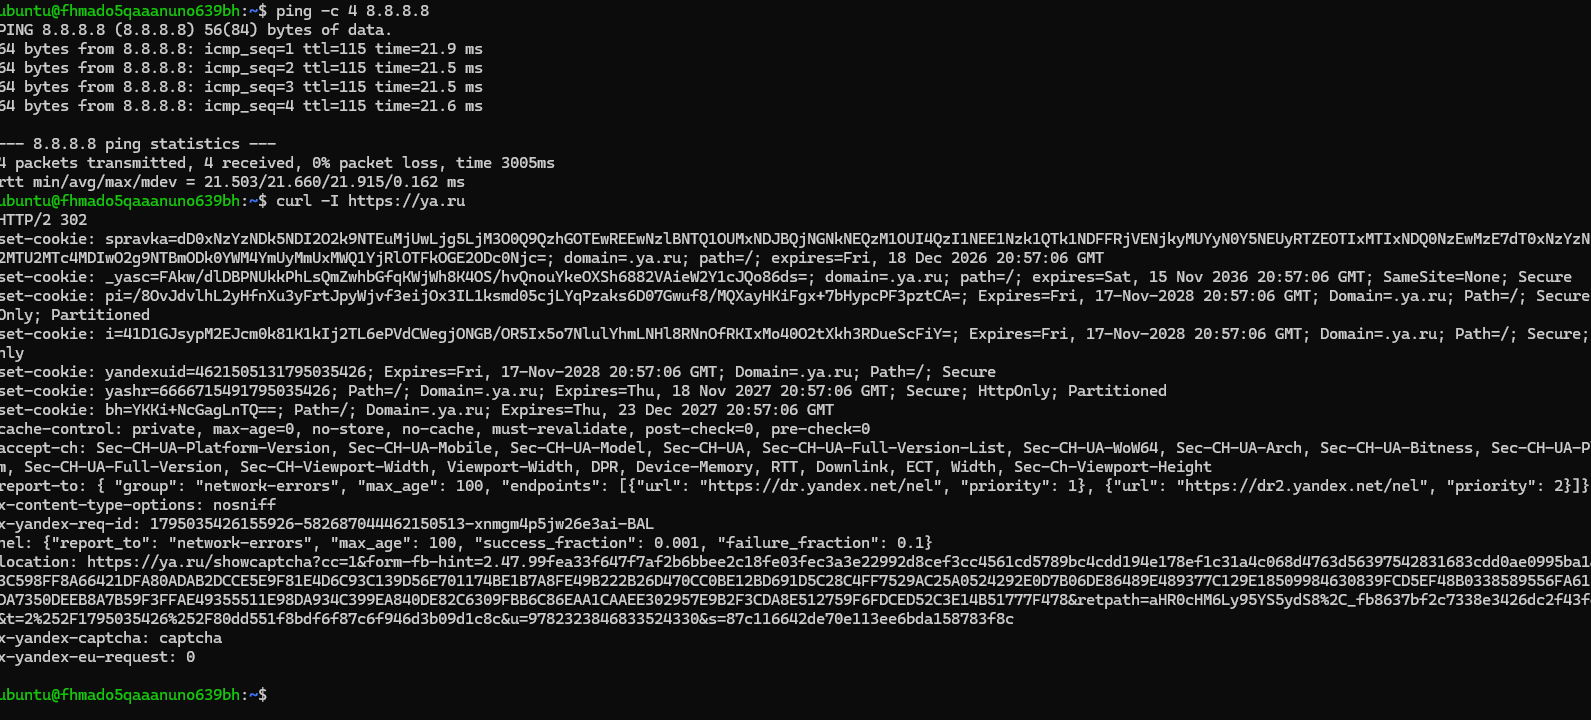 ubuntu@fhmado5qaaanuno639bh:~$ ping -c 4 8.8.8.8
PING 8.8.8.8 (8.8.8.8) 56(84) bytes of data.
64 bytes from 8.8.8.8: icmp_seq=1 ttl=115 time=21.9 ms
64 bytes from 8.8.8.8: icmp_seq=2 ttl=115 time=21.5 ms
64 bytes from 8.8.8.8: icmp_seq=3 ttl=115 time=21.5 ms
64 bytes from 8.8.8.8: icmp_seq=4 ttl=115 time=21.6 ms
--- 8.8.8.8 ping statistics ---
4 packets transmitted, 4 received, 0% packet loss, time 3005ms
rtt min/avg/max/mdev = 21.503/21.660/21.915/0.162 ms
ubuntu@fhmado5qaaanuno639bh:~$ curl -I https://ya.ru
HTTP/2 302
set-cookie: spravka=dD0xNzYzNDk5NDI2O2k9NTEuMjUwLjg5LjM3O0Q9QzhGOTEwREEwNzlBNTQ1OUMxNDJBQjNGNkNEQzM1OUI4QzI1NEE1Nzk1QTk1NDFFRjVENjkyMUYyN0Y5NEUyRTZEOTIxMTIxNDQ0NzEwMzE7dT0xNzYzN
2MTU2MTc4MDIwO2g9NTBmODk0YWM4YmUyMmUxMWQ1YjRlOTFkOGE2ODc0Njc=; domain=.ya.ru; path=/; expires=Fri, 18 Dec 2026 20:57:06 GMT
set-cookie: _yasc=FAkw/dlDBPNUkkPhLsQmZwhbGfqKWjWh8K4OS/hvQnouYkeOXSh6882VAieW2Y1cJQo86ds=; domain=.ya.ru; path=/; expires=Sat, 15 Nov 2036 20:57:06 GMT; SameSite=None; Secure
set-cookie: pi=/8OvJdvlhL2yHfnXu3yFrtJpyWjvf3eijOx3IL1ksmd05cjLYqPzaks6D07Gwuf8/MQXayHKiFgx+7bHypcPF3pztCA=; Expires=Fri, 17-Nov-2028 20:57:06 GMT; Domain=.ya.ru; Path=/; Secure
Only; Partitioned
set-cookie: i=41D1GJsypM2EJcm0k81K1kIj2TL6ePVdCWegjONGB/OR5Ix5o7NlulYhmLNHl8RNnOfRKIxMo40O2tXkh3RDueScFiY=; Expires=Fri, 17-Nov-2028 20:57:06 GMT; Domain=.ya.ru; Path=/; Secure;
nly
set-cookie: yandexuid=4621505131795035426; Expires=Fri, 17-Nov-2028 20:57:06 GMT; Domain=.ya.ru; Path=/; Secure
set-cookie: yashr=6666715491795035426; Path=/; Domain=.ya.ru; Expires=Thu, 18 Nov 2027 20:57:06 GMT; Secure; HttpOnly; Partitioned
set-cookie: bh=YKKi+NcGagLnTQ==; Path=/; Domain=.ya.ru; Expires=Thu, 23 Dec 2027 20:57:06 GMT
cache-control: private, max-age=0, no-store, no-cache, must-revalidate, post-check=0, pre-check=0
accept-ch: Sec-CH-UA-Platform-Version, Sec-CH-UA-Mobile, Sec-CH-UA-Model, Sec-CH-UA, Sec-CH-UA-Full-Version-List, Sec-CH-UA-WoW64, Sec-CH-UA-Arch, Sec-CH-UA-Bitness, Sec-CH-UA-P
m, Sec-CH-UA-Full-Version, Sec-CH-Viewport-Width, Viewport-Width, DPR, Device-Memory, RTT, Downlink, ECT, Width, Sec-Ch-Viewport-Height
report-to: { "group": "network-errors", "max_age": 100, "endpoints": [{"url": "https://dr.yandex.net/nel", "priority": 1}, {"url": "https://dr2.yandex.net/nel", "priority": 2}]}
x-content-type-options: nosniff
x-yandex-req-id: 1795035426155926-582687044462150513-xnmgm4p5jw26e3ai-BAL
nel: {"report_to": "network-errors", "max_age": 100, "success_fraction": 0.001, "failure_fraction": 0.1}
location: https://ya.ru/showcaptcha?cc=1&form-fb-hint=2.47.99fea33f647f7af2b6bbee2c18fe03fec3a3e22992d8cef3cc4561cd5789bc4cdd194e178ef1c31a4c068d4763d56397542831683cdd0ae0995ba1a
3C598FF8A66421DFA80ADAB2DCCE5E9F81E4D6C93C139D56E701174BE1B7A8FE49B222B26D470CC0BE12BD691D5C28C4FF7529AC25A0524292E0D7B06DE86489E489377C129E18509984630839FCD5EF48B0338589556FA61
DA7350DEEB8A7B59F3FFAE49355511E98DA934C399EA840DE82C6309FBB6C86EAA1CAAEE302957E9B2F3CDA8E512759F6FDCED52C3E14B51777F478&retpath=aHR0cHM6Ly95YS5ydS8%2C_fb8637bf2c7338e3426dc2f43f
&t=2%252F1795035426%252F80dd551f8bdf6f87c6f946d3b09d1c8c&u=9782323846833524330&s=87c116642de70e113ee6bda158783f8c
x-yandex-captcha: captcha
x-yandex-eu-request: 0
ubuntu@fhmado5qaaanuno639bh:~$